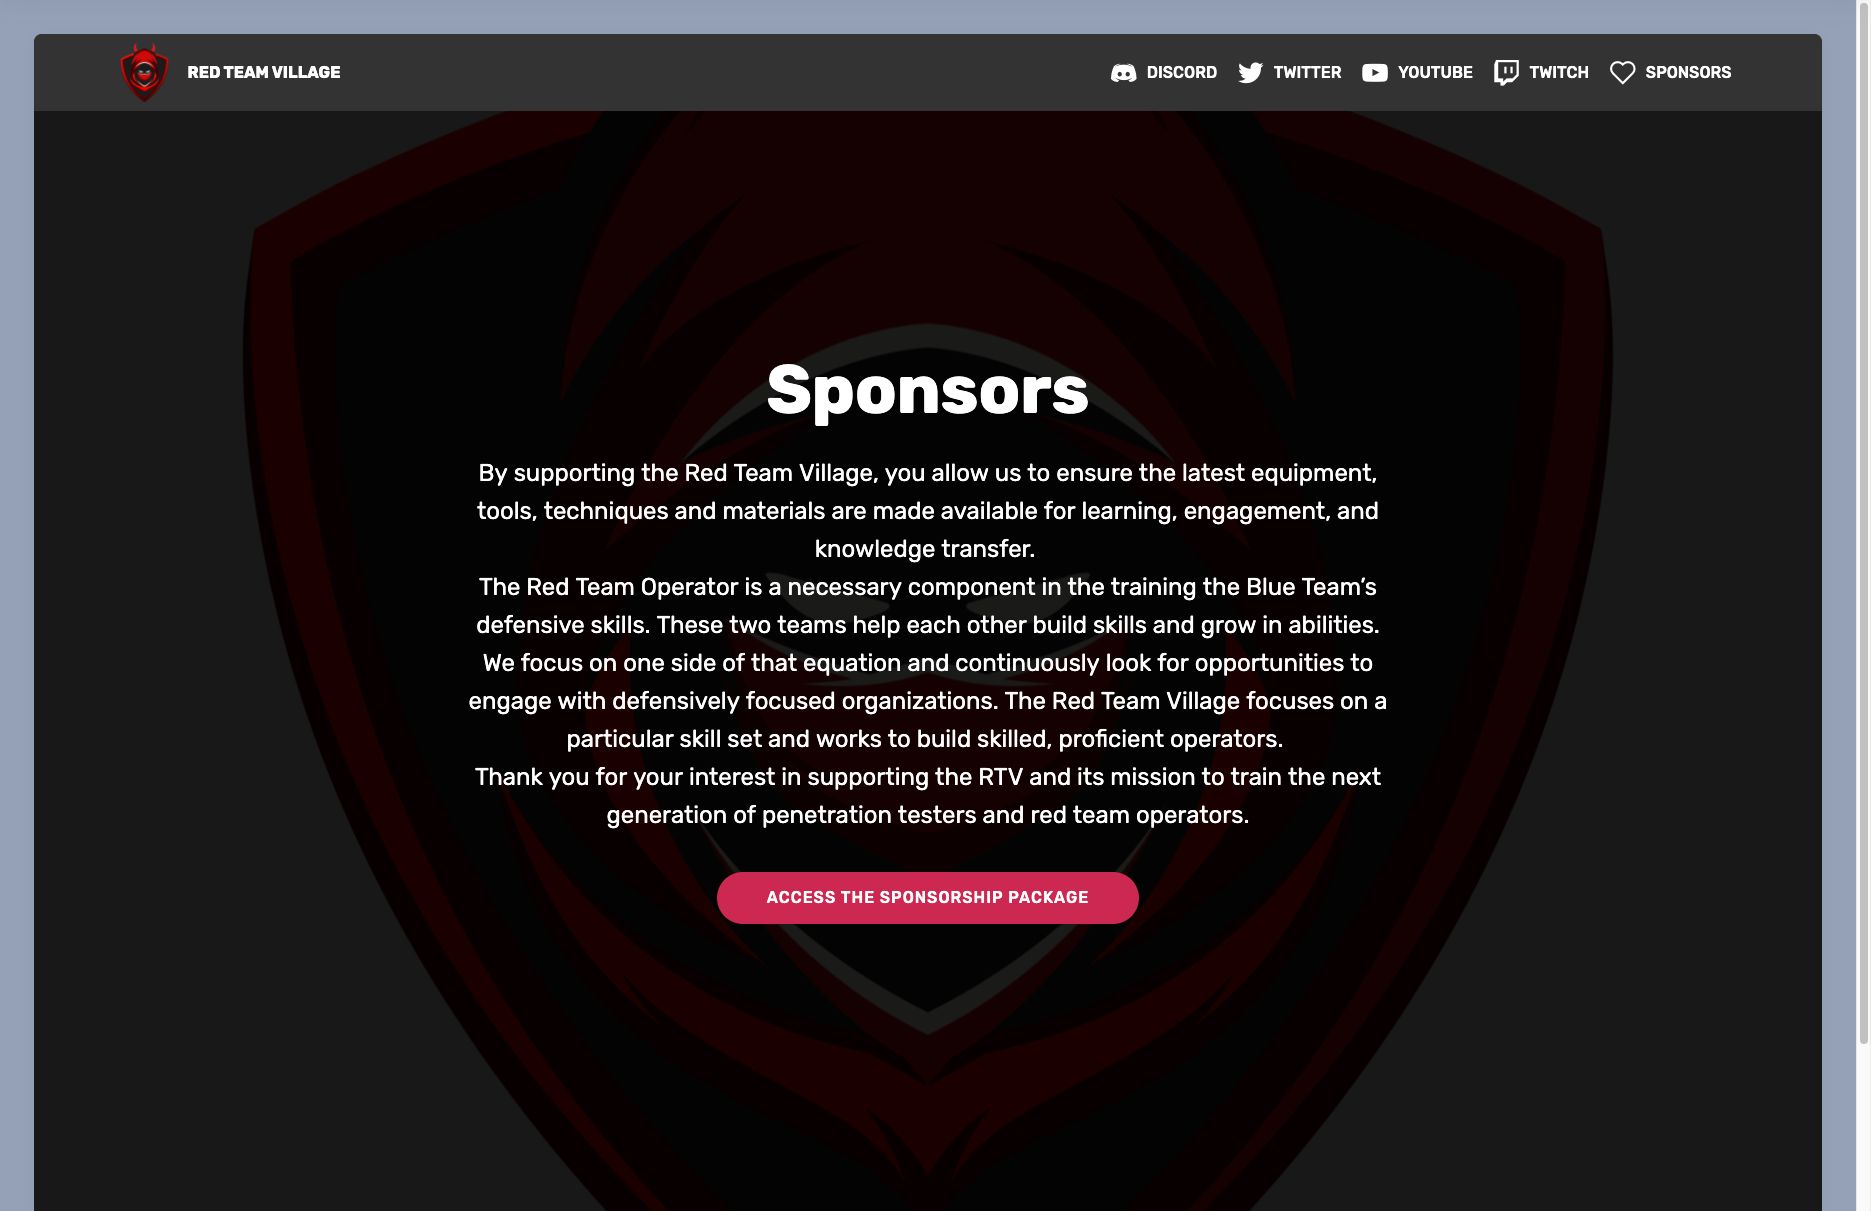 RED TEAM VILLAGE
DISCORD TWITTER YOUTUBE TWITCH SPONSORS
Sponsors
By supporting the Red Team Village, you allow us to ensure the latest equipment,
tools, techniques and materials are made available for learning, engagement, and
knowledge transfer.
The Red Team Operator is a necessary component in the training the Blue Team’s
defensive skills. These two teams help each other build skills and grow in abilities.
We focus on one side of that equation and continuously look for opportunities to
engage with defensively focused organizations. The Red Team Village focuses on a
particular skill set and works to build skilled, proficient operators.
Thank you for your interest in supporting the RTV and its mission to train the next
generation of penetration testers and red team operators.
ACCESS THE SPONSORSHIP PACKAGE